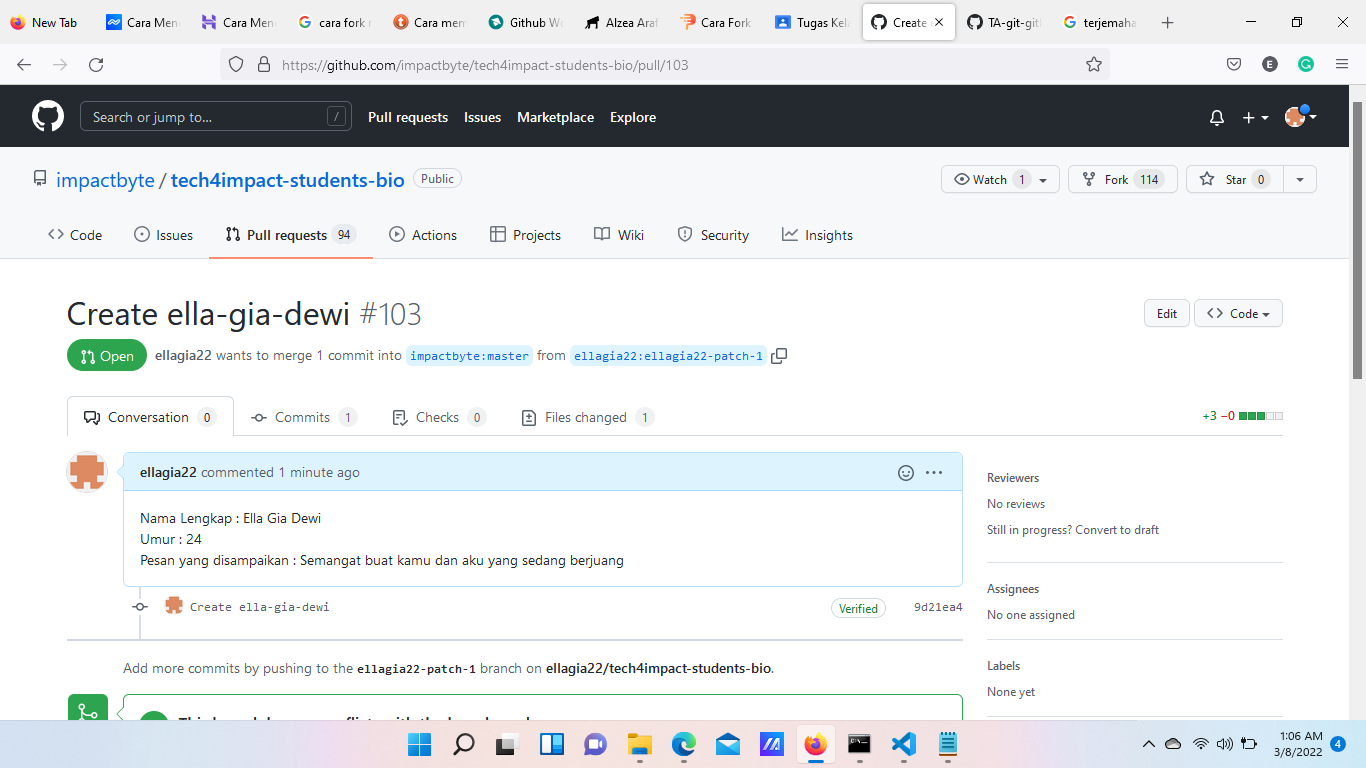 New Tab Cara Men Cara Men cara fork r Cara mem Github Wo Alzea Araf Cara Fork Tugas Kela Create TA-git-gitl terjemaha
https://github.com/impactbyte/tech4impact-students-bio/pull/103
Search or jump to... / Pull requests Issues Marketplace Explore
impactbyte / tech4impact-students-bio Public Watch 1 Fork 114 Star 0
Code Issues Pull requests 94 Actions Projects Wiki Security Insights
Create ella-gia-dewi #103 Edit Code
Open ellagia22 wants to merge 1 commit into impactbyte:master from ellagia22:ellagia22-patch-1
Conversation 0 Commits 1 Checks 0 Files changed 1 +3 −0
ellagia22 commented 1 minute ago
Nama Lengkap : Ella Gia Dewi
Umur : 24
Pesan yang disampaikan : Semangat buat kamu dan aku yang sedang berjuang
Create ella-gia-dewi Verified 9d21ea4
Add more commits by pushing to the ellagia22-patch-1 branch on ellagia22/tech4impact-students-bio.
Reviewers
No reviews
Still in progress? Convert to draft
Assignees
No one assigned
Labels
None yet
1:06 AM
3/8/2022 4